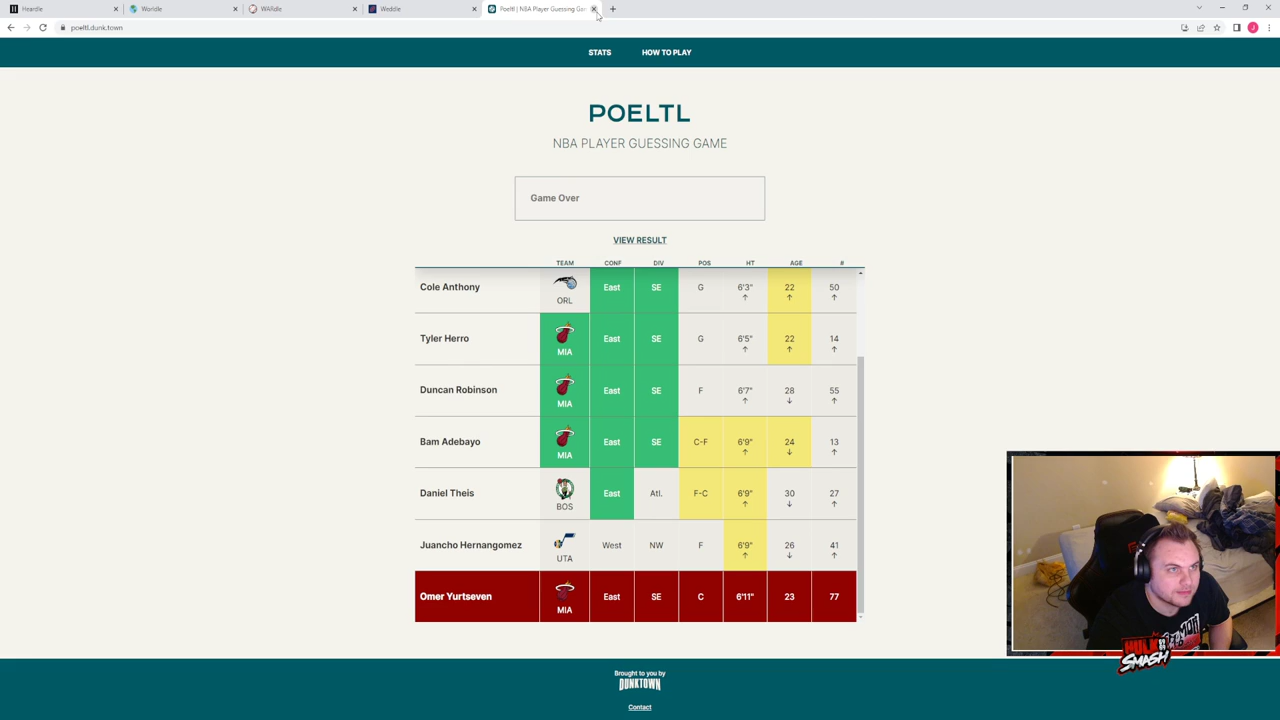 Heardle
Worldle
WARdle
Weddle
Poeltl | NBA Player Guessing Gam
poeltl.dunk.town
STATS HOW TO PLAY
POELTL
NBA PLAYER GUESSING GAME
Game Over
VIEW RESULT
TEAM CONF DIV POS HT AGE #
Cole Anthony ORL East SE G 6'3" ↑ 22 ↑ 50 ↑
Tyler Herro MIA East SE G 6'5" ↑ 22 ↑ 14 ↑
Duncan Robinson MIA East SE F 6'7" ↑ 28 ↓ 55 ↑
Bam Adebayo MIA East SE C-F 6'9" ↑ 24 ↓ 13 ↑
Daniel Theis BOS East Atl. F-C 6'9" ↑ 30 ↓ 27 ↑
Juancho Hernangomez UTA West NW F 6'9" ↑ 26 ↓ 41 ↑
Omer Yurtseven MIA East SE C 6'11" 23 77
Brought to you by
DUNKTOWN
Contact
J
HULK
SMASH